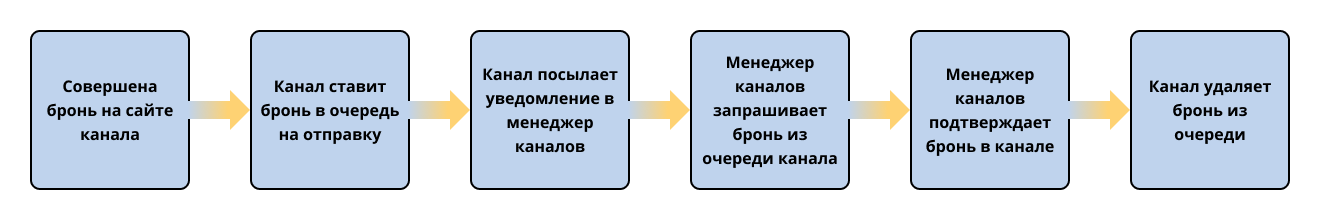 Совершена
бронь на сайте
канала
Канал ставит
бронь в очередь
на отправку
Канал посылает
уведомление в
менеджер
каналов
Менеджер
каналов
запрашивает
бронь из
очереди канала
Менеджер
каналов
подтверждает
бронь в канале
Канал удаляет
бронь из
очереди